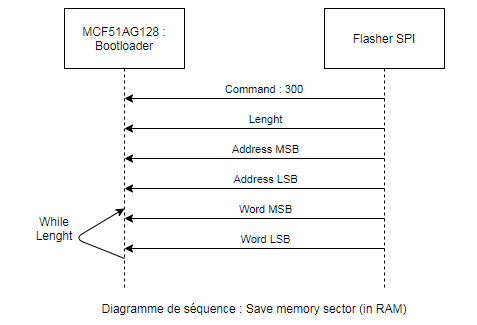 MCF51AG128 :
Bootloader
Flasher SPI
Command : 300
Lenght
Address MSB
Address LSB
Word MSB
While
Lenght
Word LSB
Diagramme de séquence : Save memory sector (in RAM)